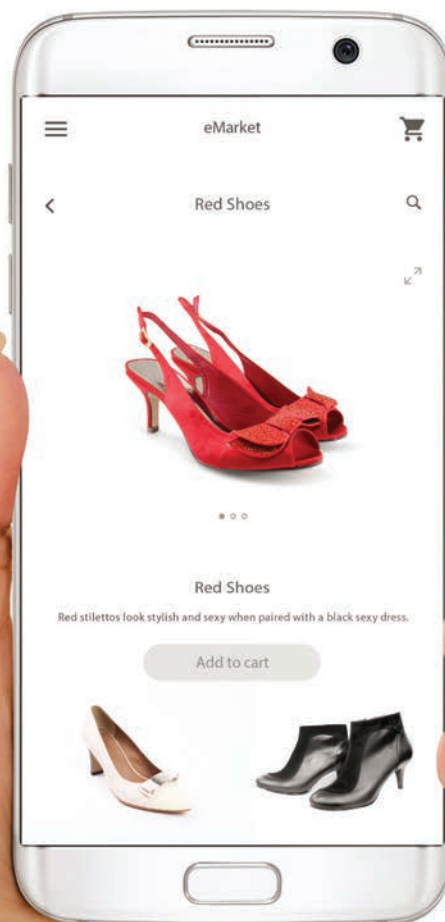 eMarket
Red Shoes
Red Shoes
Red stilettos look stylish and sexy when paired with a black sexy dress.
Add to cart